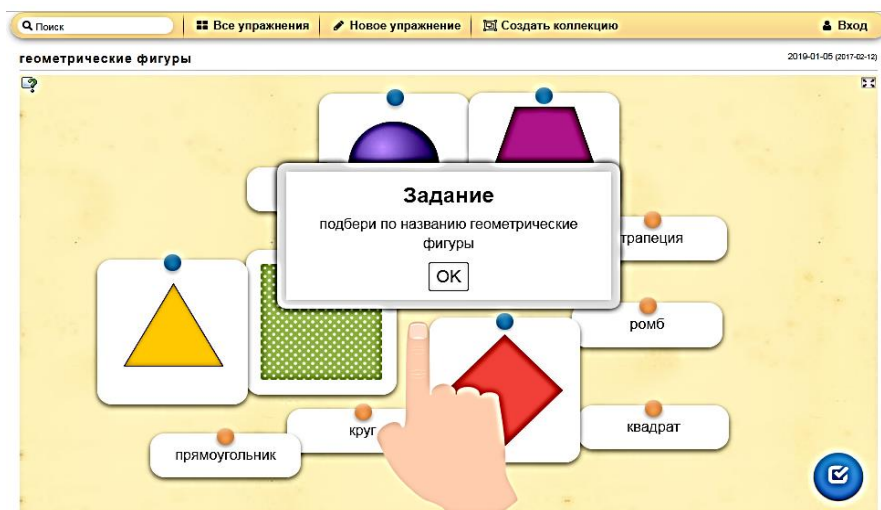 Поиск
Все упражнения
Новое упражнение
Создать коллекцию
Вход
геометрические фигуры
2019-01-05 (2017-02-12)
Задание
подбери по названию геометрические
фигуры
OK
трапеция
ромб
круг
квадрат
прямоугольник